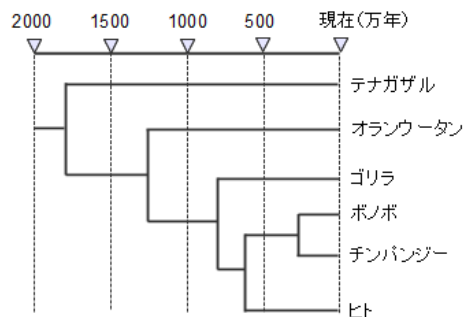 2000 1500 1000 500 現在(万年)
テナガザル
オランウータン
ゴリラ
ボノボ
チンパンジー
ヒト